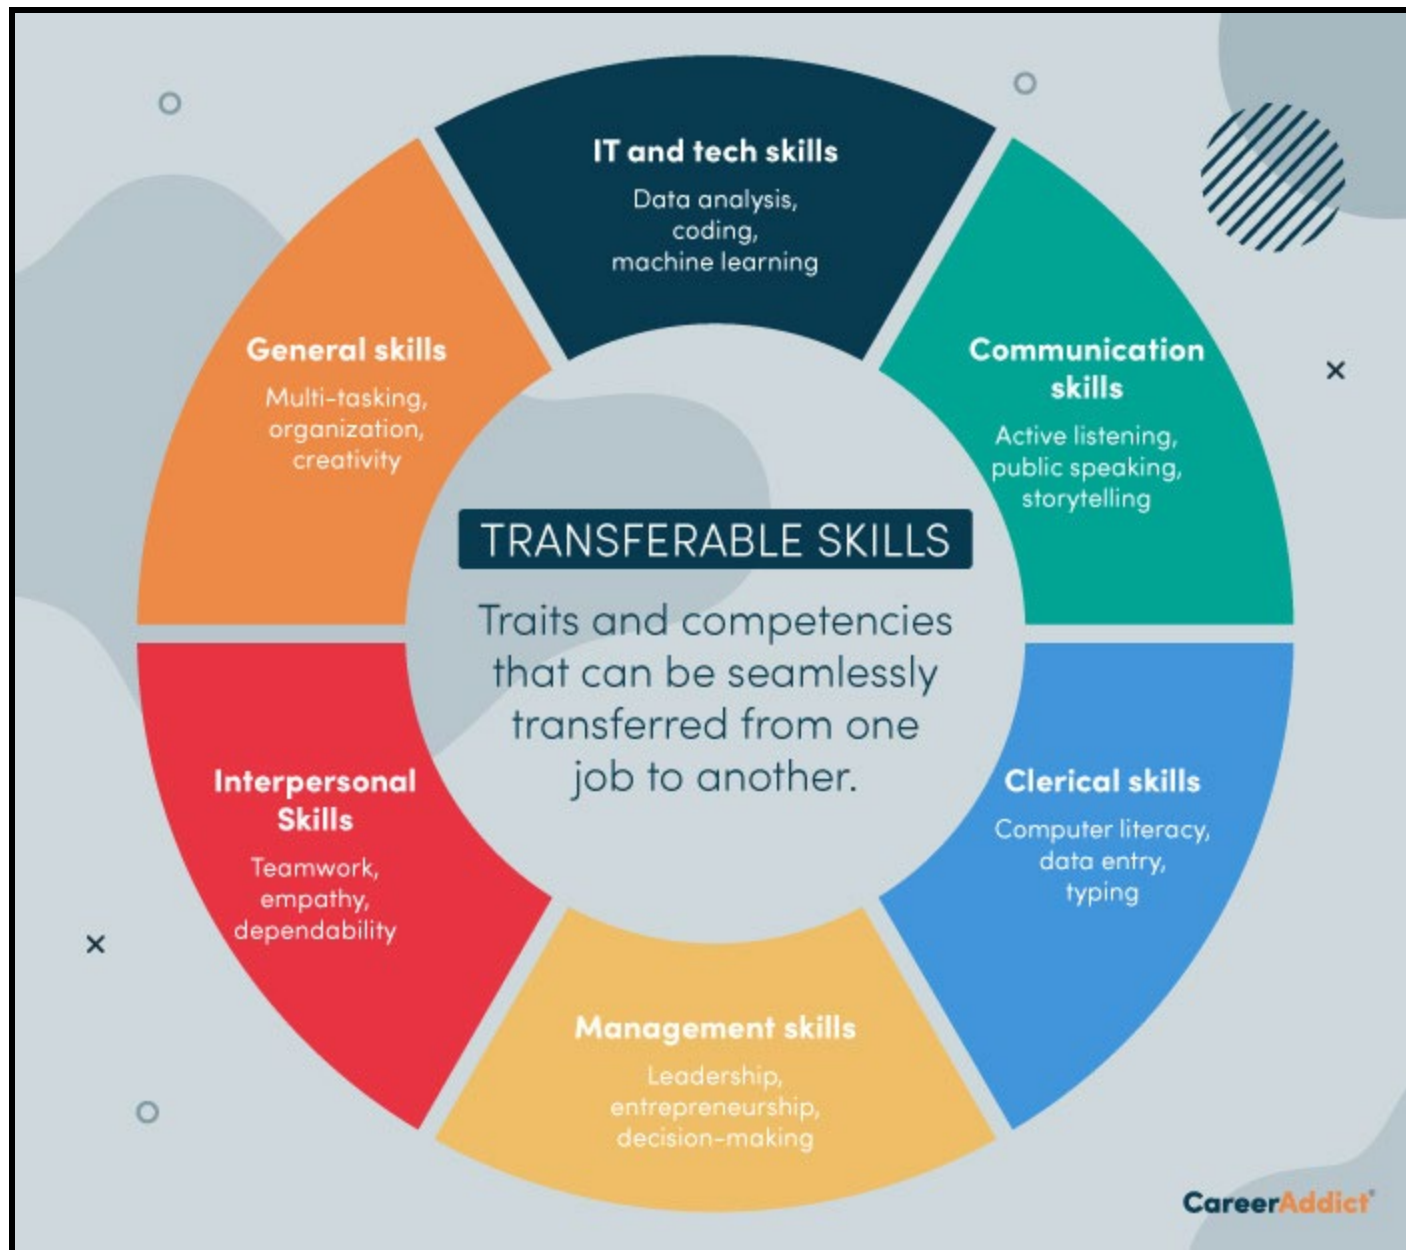 IT and tech skills
Data analysis,
coding,
machine learning
Communication
skills
Active listening,
public speaking,
storytelling
Clerical skills
Computer literacy,
data entry,
typing
Management skills
Leadership,
entrepreneurship,
decision-making
Interpersonal
Skills
Teamwork,
empathy,
dependability
General skills
Multi-tasking,
organization,
creativity
TRANSFERABLE SKILLS
Traits and competencies
that can be seamlessly
transferred from one
job to another.
CareerAddict®